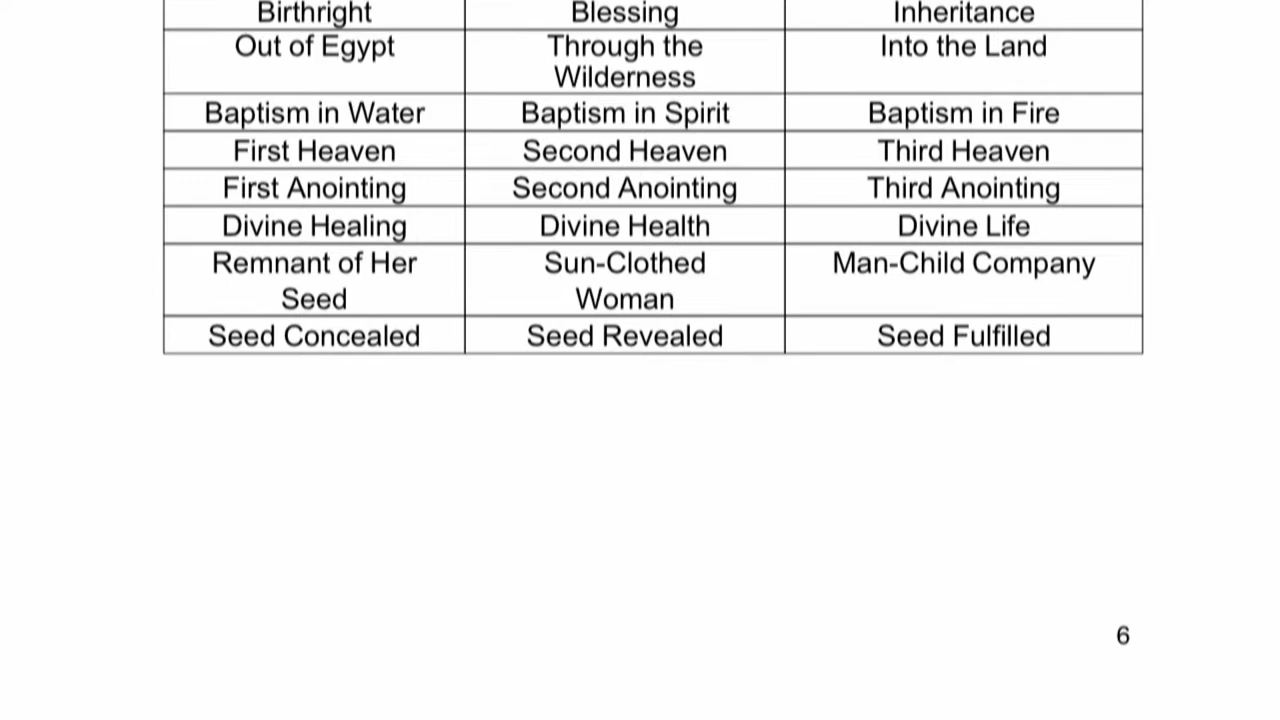 Birthright Blessing Inheritance
Out of Egypt Through the Into the Land
Wilderness
Baptism in Water Baptism in Spirit Baptism in Fire
First Heaven Second Heaven Third Heaven
First Anointing Second Anointing Third Anointing
Divine Healing Divine Health Divine Life
Remnant of Her Sun-Clothed Man-Child Company
Seed Woman
Seed Concealed Seed Revealed Seed Fulfilled
6